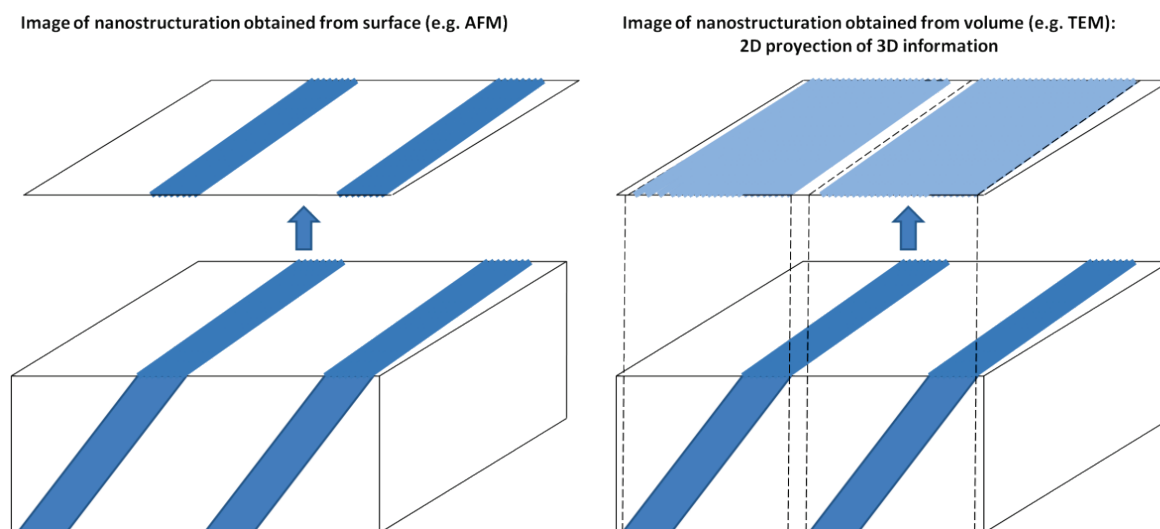 Image of nanostructuration obtained from surface (e.g. AFM)
Image of nanostructuration obtained from volume (e.g. TEM):
2D proyection of 3D information